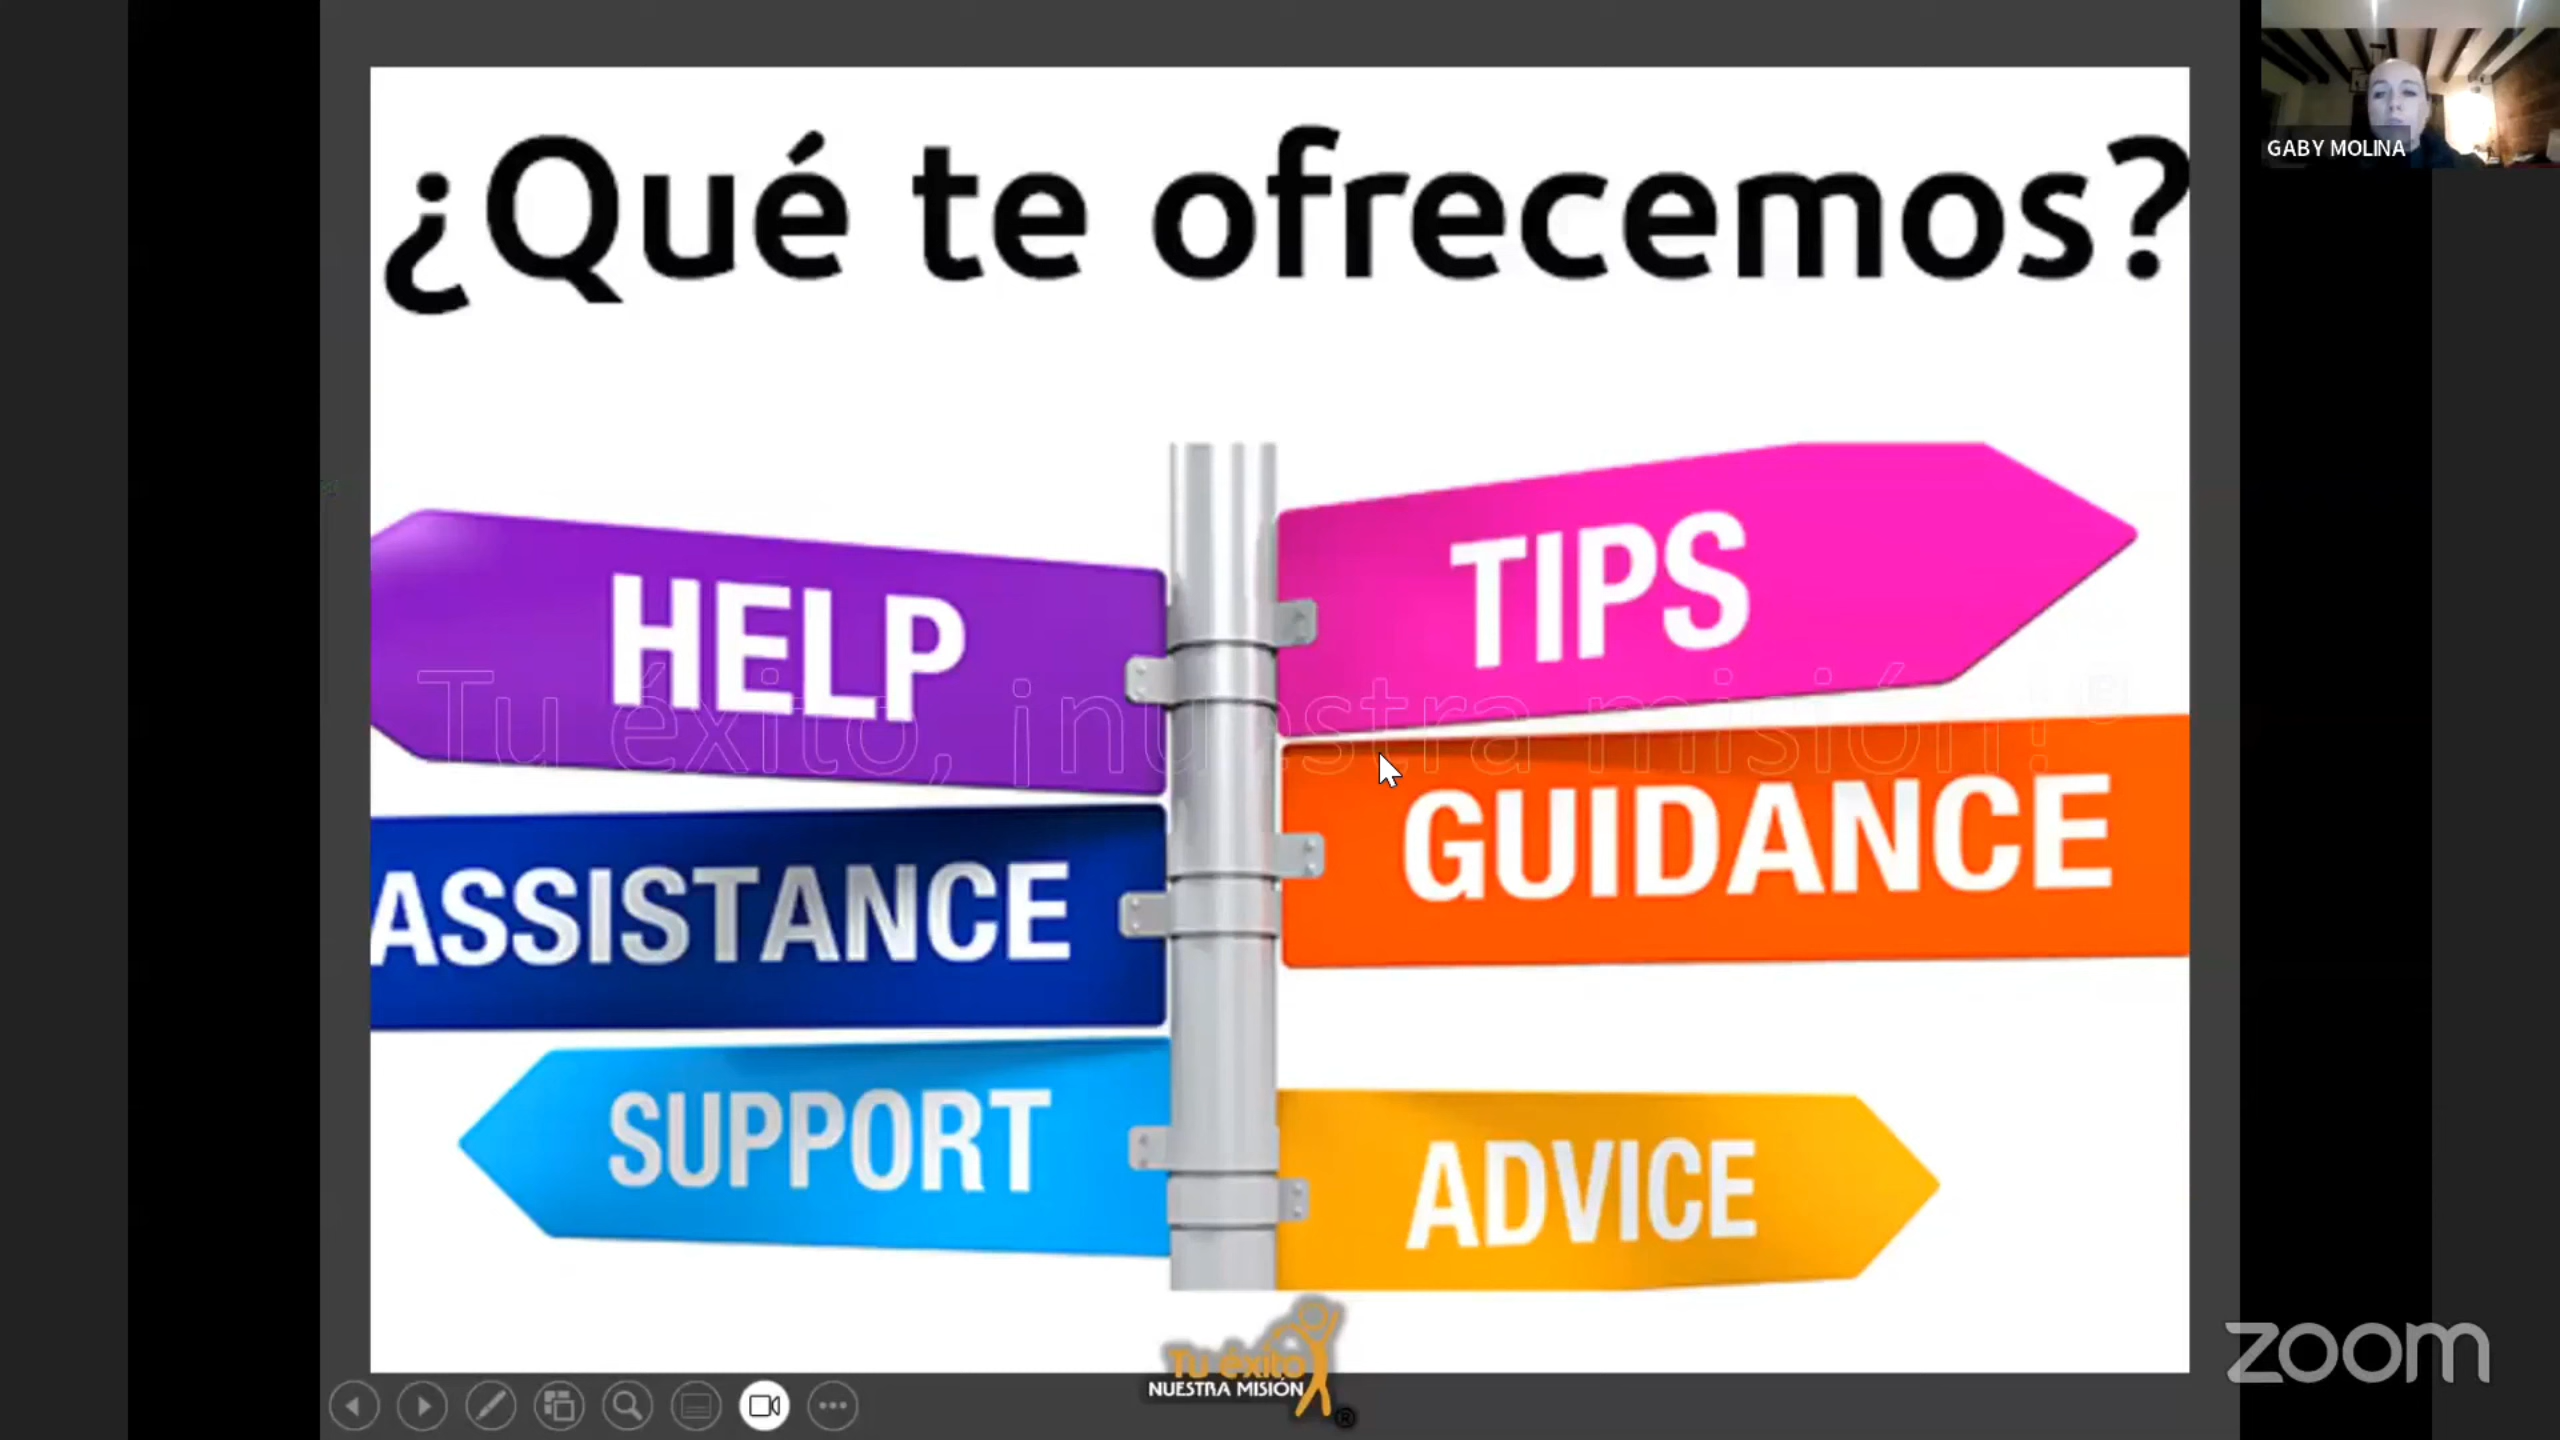 ¿Qué te ofrecemos?
GABY MOLINA
HELP
TIPS
Tu éxito, ¡nuestra misión!®
ASSISTANCE
GUIDANCE
SUPPORT
ADVICE
Tu éxito
NUESTRA MISIÓN
®
zoom